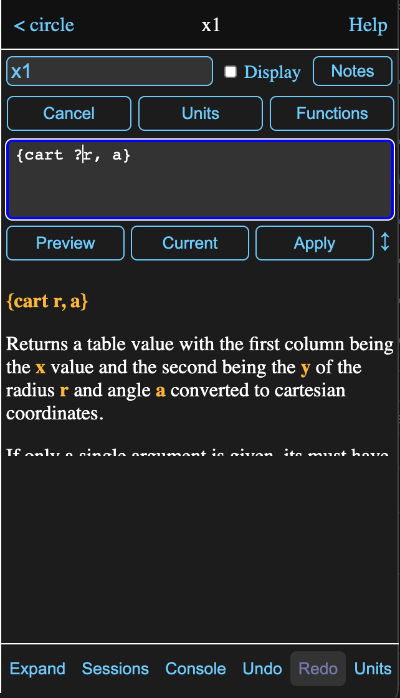 < circle x1 Help
x1 Display Notes
Cancel Units Functions
{cart ?r, a}
Preview Current Apply
{cart r, a}
Returns a table value with the first column being
the x value and the second being the y of the
radius r and angle a converted to cartesian
coordinates.
If only a single argument is given, its must have
Expand Sessions Console Undo Redo Units